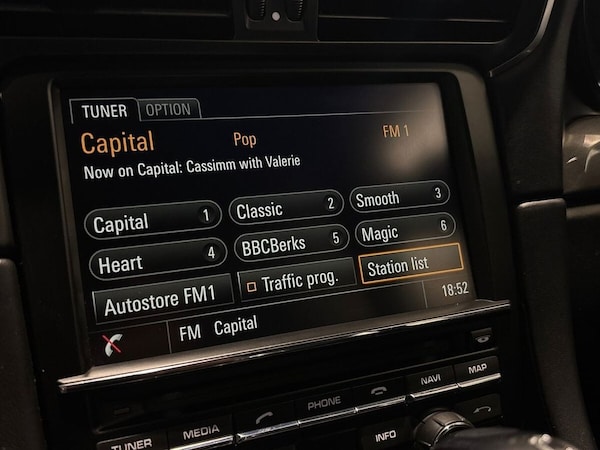 TUNER OPTION
Capital Pop FM 1
Now on Capital: Cassimm with Valerie
Capital 1 Classic 2 Smooth 3
Heart 4 BBCBerks 5 Magic 6
Autostore FM1 Traffic prog. Station list
FM Capital 18:52
TUNER MEDIA PHONE NAVI MAP
INFO